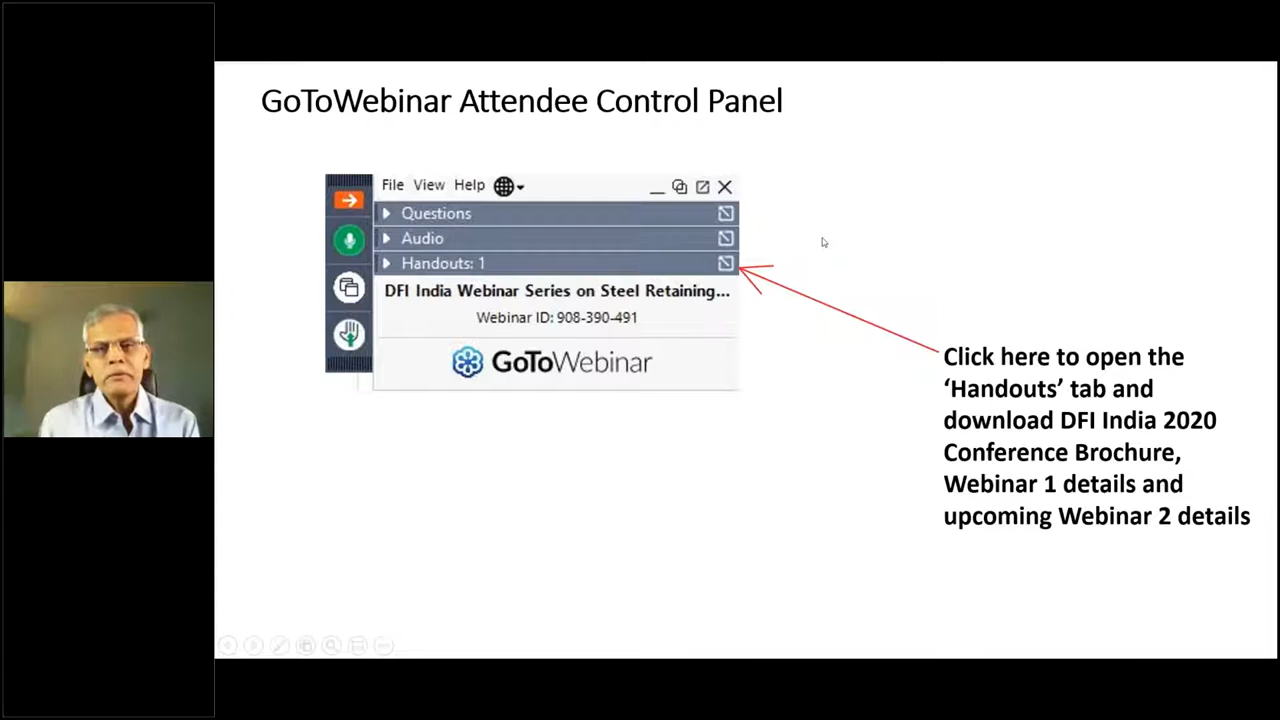 GoToWebinar Attendee Control Panel
File View Help
Questions
Audio
Handouts: 1
DFI India Webinar Series on Steel Retaining...
Webinar ID: 908-390-491
GoToWebinar
Click here to open the
‘Handouts’ tab and
download DFI India 2020
Conference Brochure,
Webinar 1 details and
upcoming Webinar 2 details